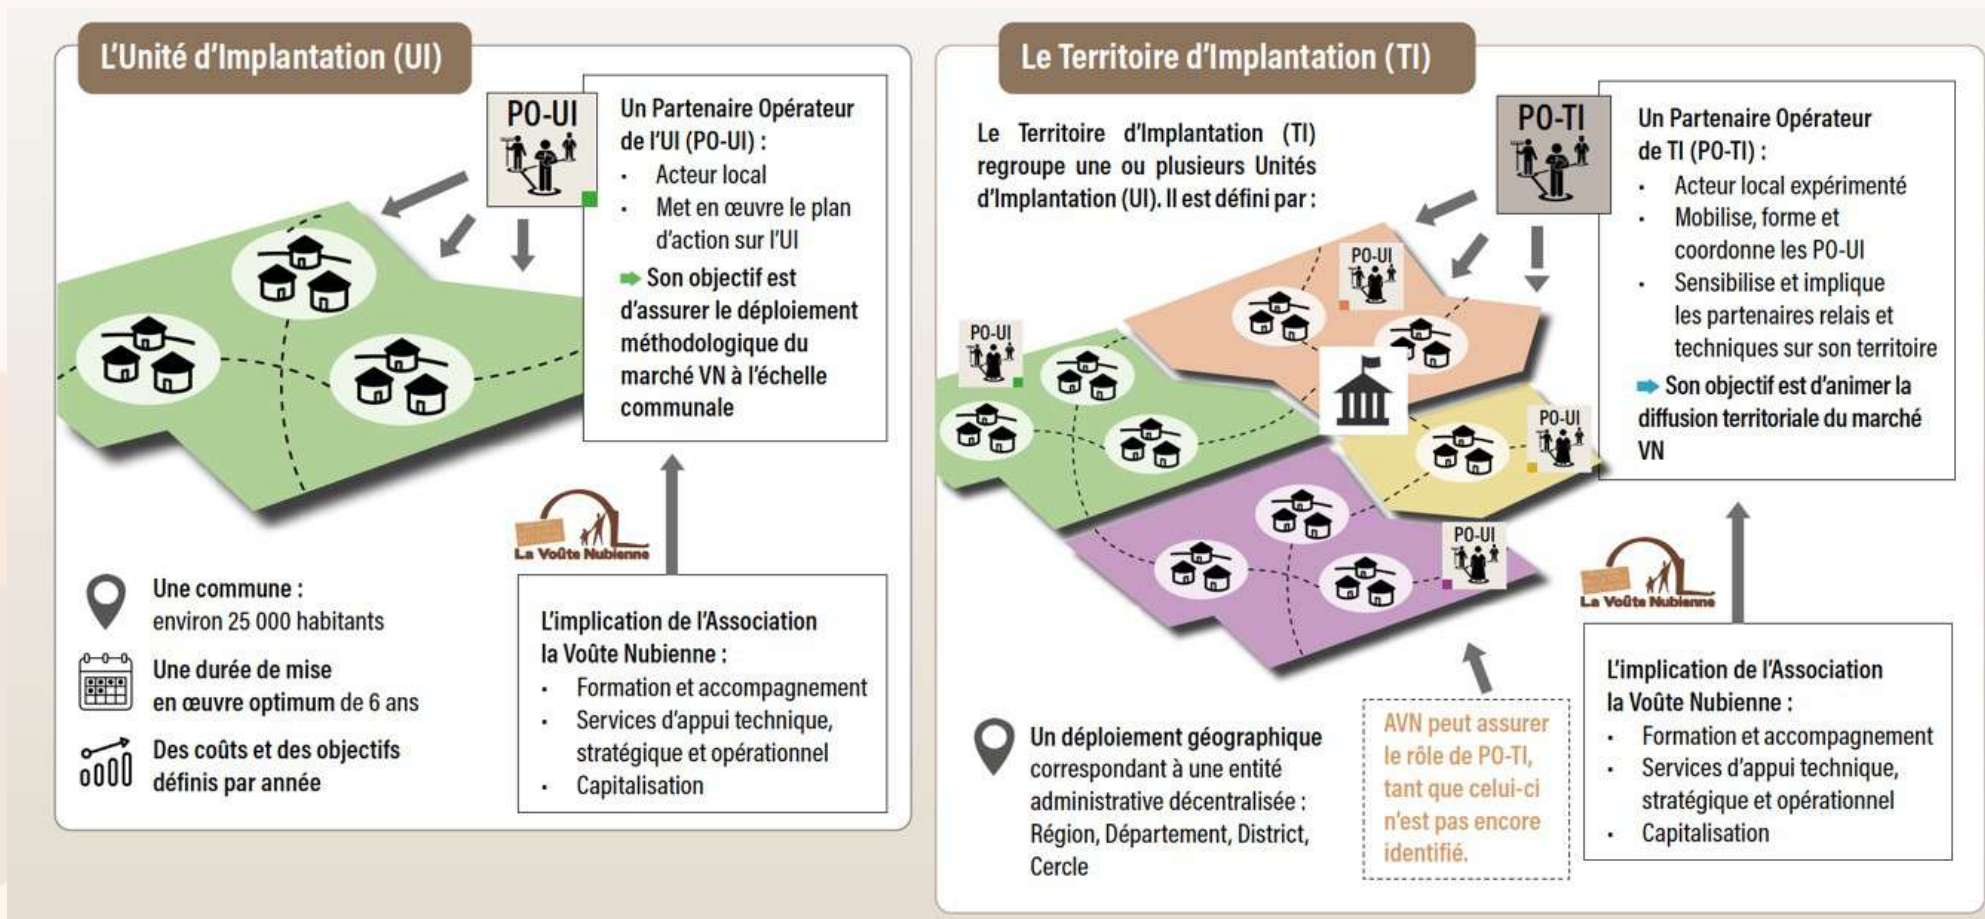 L'Unité d'Implantation (UI)
PO-UI
Un Partenaire Opérateur
de l'UI (PO-UI) :
· Acteur local
· Met en œuvre le plan
d'action sur l'UI
Son objectif est
d'assurer le déploiement
méthodologique du
marché VN à l'échelle
communale
La Voûte Nubienne
Une commune :
environ 25 000 habitants
Une durée de mise
en œuvre optimum de 6 ans
Des coûts et des objectifs
définis par année
L'implication de l'Association
la Voûte Nubienne :
· Formation et accompagnement
· Services d'appui technique,
stratégique et opérationnel
· Capitalisation
Le Territoire d'Implantation (TI)
Le Territoire d'Implantation (TI)
regroupe une ou plusieurs Unités
d'Implantation (UI). Il est défini par :
PO-TI
Un Partenaire Opérateur
de TI (PO-TI) :
· Acteur local expérimenté
· Mobilise, forme et
coordonne les PO-UI
· Sensibilise et implique
les partenaires relais et
techniques sur son territoire
Son objectif est d'animer la
diffusion territoriale du marché
VN
PO-UI
PO-UI
PO-UI
PO-UI
La Voûte Nubienne
Un déploiement géographique
correspondant à une entité
administrative décentralisée :
Région, Département, District,
Cercle
AVN peut assurer
le rôle de PO-TI,
tant que celui-ci
n'est pas encore
identifié.
L'implication de l'Association
la Voûte Nubienne :
· Formation et accompagnement
· Services d'appui technique,
stratégique et opérationnel
· Capitalisation